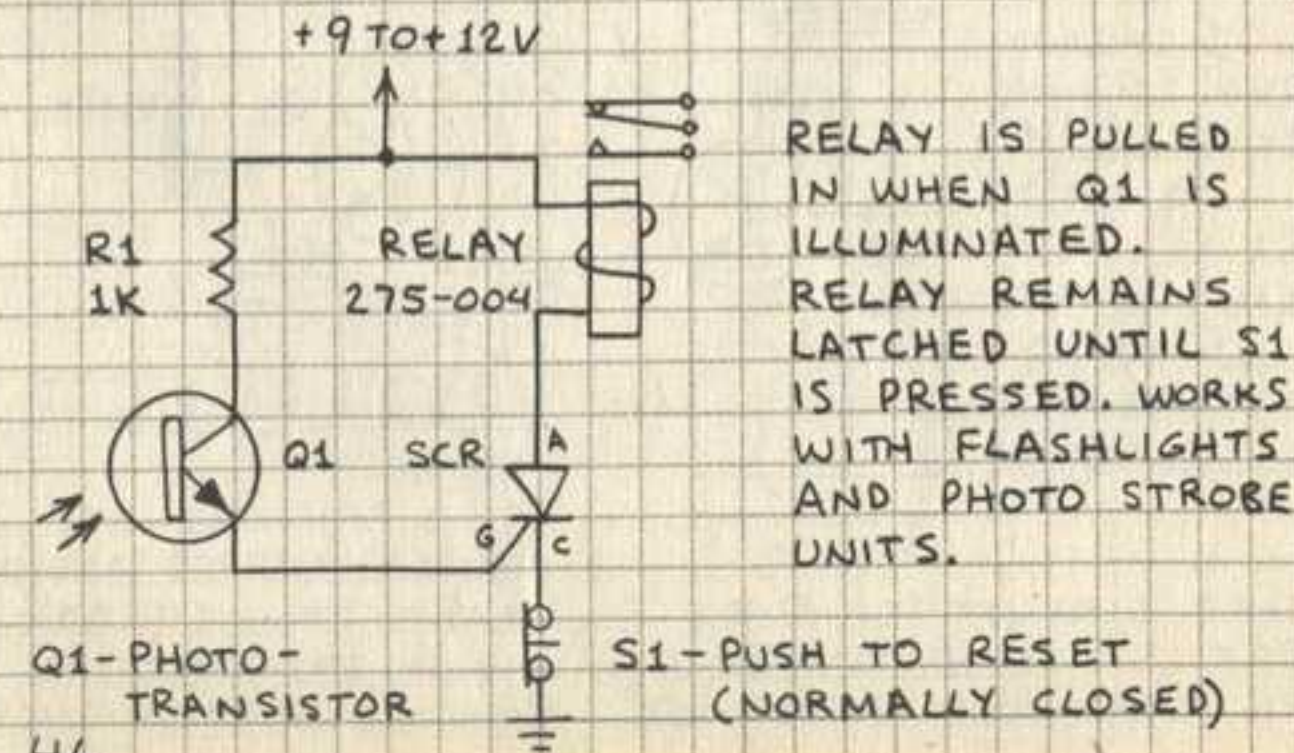 +9 TO +12V
R1
1K
RELAY
275-004
RELAY IS PULLED
IN WHEN Q1 IS
ILLUMINATED.
RELAY REMAINS
LATCHED UNTIL S1
IS PRESSED. WORKS
WITH FLASHLIGHTS
AND PHOTO STROBE
UNITS.
Q1
SCR
A
G
C
Q1-PHOTO-
TRANSISTOR
S1-PUSH TO RESET
(NORMALLY CLOSED)